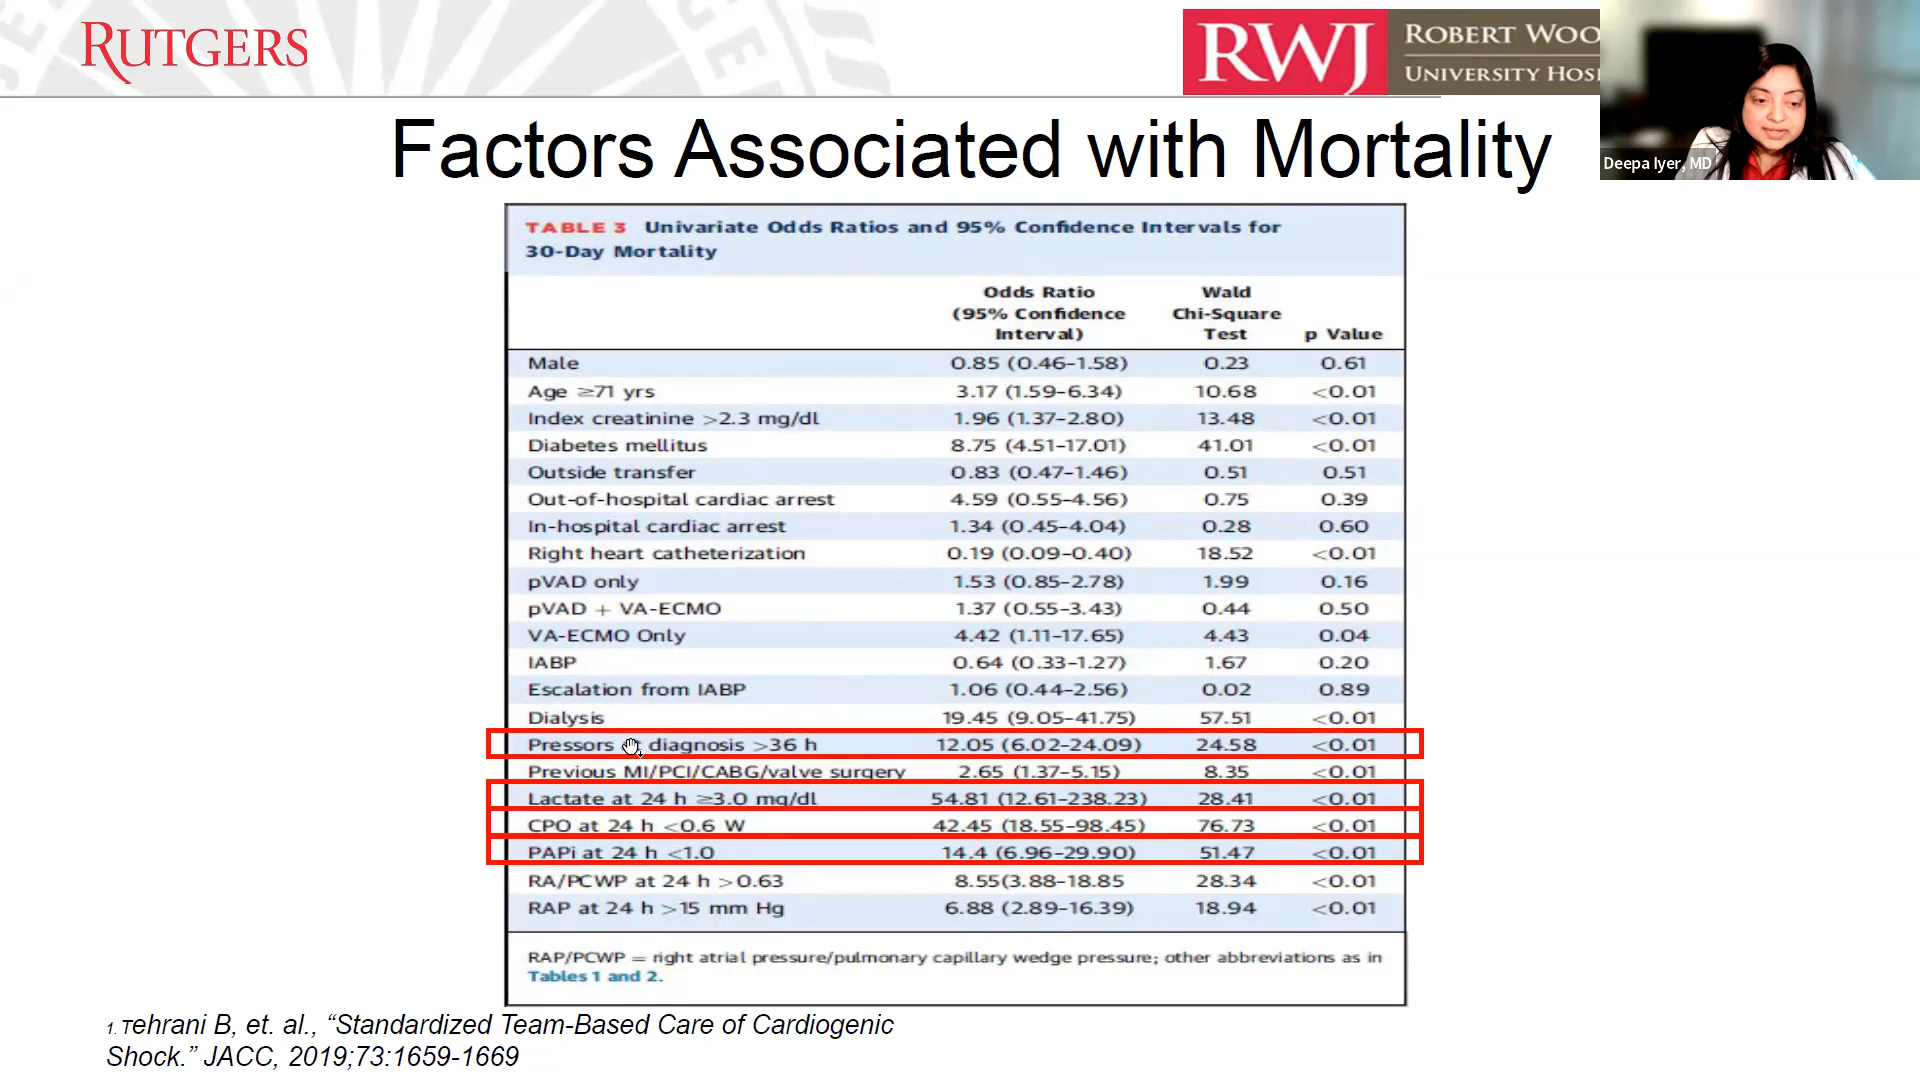 RUTGERS
RWJ
ROBERT WOO
UNIVERSITY HOSI
Deepa Iyer, MD
Factors Associated with Mortality
TABLE 3 Univariate Odds Ratios and 95% Confidence Intervals for
30-Day Mortality
Odds Ratio (95% Confidence Interval) Wald Chi-Square Test p Value
Male 0.85 (0.46–1.58) 0.23 0.61
Age ≥71 yrs 3.17 (1.59–6.34) 10.68 <0.01
Index creatinine >2.3 mg/dl 1.96 (1.37–2.80) 13.48 <0.01
Diabetes mellitus 8.75 (4.51–17.01) 41.01 <0.01
Outside transfer 0.83 (0.47–1.46) 0.51 0.51
Out-of-hospital cardiac arrest 4.59 (0.55–4.56) 0.75 0.39
In-hospital cardiac arrest 1.34 (0.45–4.04) 0.28 0.60
Right heart catheterization 0.19 (0.09–0.40) 18.52 <0.01
pVAD only 1.53 (0.85–2.78) 1.99 0.16
pVAD + VA-ECMO 1.37 (0.55–3.43) 0.44 0.50
VA-ECMO Only 4.42 (1.11–17.65) 4.43 0.04
IABP 0.64 (0.33–1.27) 1.67 0.20
Escalation from IABP 1.06 (0.44–2.56) 0.02 0.89
Dialysis 19.45 (9.05–41.75) 57.51 <0.01
Pressors diagnosis >36 h 12.05 (6.02–24.09) 24.58 <0.01
Previous MI/PCI/CABG/valve surgery 2.65 (1.37–5.15) 8.35 <0.01
Lactate at 24 h ≥3.0 mg/dl 54.81 (12.61–238.23) 28.41 <0.01
CPO at 24 h <0.6 W 42.45 (18.55–98.45) 76.73 <0.01
PAPi at 24 h <1.0 14.4 (6.96–29.90) 51.47 <0.01
RA/PCWP at 24 h >0.63 8.55(3.88–18.85 28.34 <0.01
RAP at 24 h >15 mm Hg 6.88 (2.89–16.39) 18.94 <0.01
RAP/PCWP = right atrial pressure/pulmonary capillary wedge pressure; other abbreviations as in
Tables 1 and 2.
1. Tehrani B, et. al., “Standardized Team-Based Care of Cardiogenic
Shock.” JACC, 2019;73:1659-1669